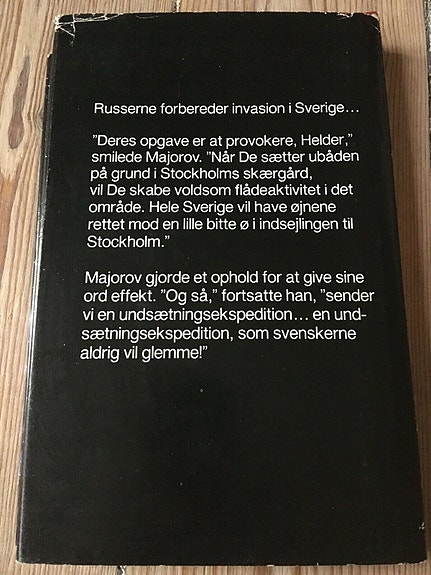 Russerne forbereder invasion i Sverige...
”Deres opgave er at provokere, Helder,”
smilede Majorov. ”Når De sætter ubåden
på grund i Stockholms skærgård,
vil De skabe voldsom flådeaktivitet i det
område. Hele Sverige vil have øjnene
rettet mod en lille bitte ø i indsejlingen til
Stockholm.”
Majorov gjorde et ophold for at give sine
ord effekt. ”Og så,” fortsatte han, ”sender
vi en undsætningsekspedition... en und-
sætningsekspedition, som svenskerne
aldrig vil glemme!”